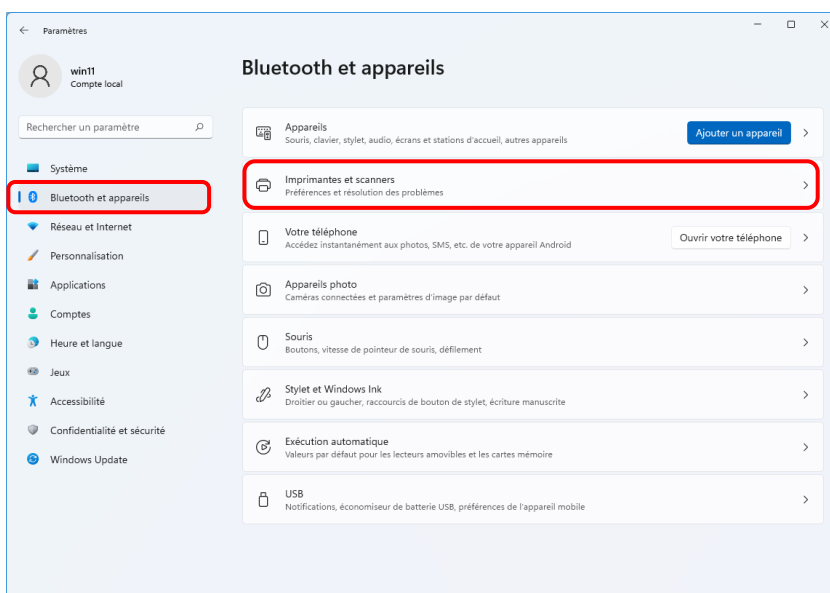 Paramètres
win11
Compte local
Rechercher un paramètre
Système
Bluetooth et appareils
Réseau et Internet
Personnalisation
Applications
Comptes
Heure et langue
Jeux
Accessibilité
Confidentialité et sécurité
Windows Update
Bluetooth et appareils
Appareils
Souris, clavier, stylet, audio, écrans et stations d'accueil, autres appareils
Ajouter un appareil
Imprimantes et scanners
Préférences et résolution des problèmes
Votre téléphone
Accédez instantanément aux photos, SMS, etc. de votre appareil Android
Ouvrir votre téléphone
Appareils photo
Caméras connectées et paramètres d'image par défaut
Souris
Boutons, vitesse de pointeur de souris, défilement
Stylet et Windows Ink
Droitier ou gaucher, raccourcis de bouton de stylet, écriture manuscrite
Exécution automatique
Valeurs par défaut pour les lecteurs amovibles et les cartes mémoire
USB
Notifications, économiseur de batterie USB, préférences de l'appareil mobile